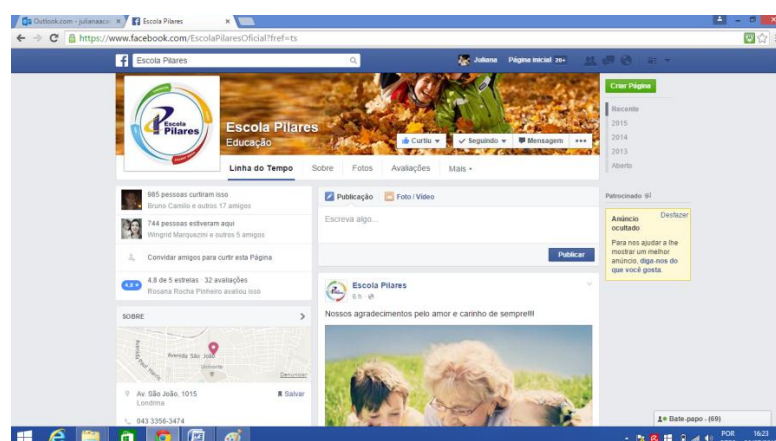 Outlook.com - julianaaca
Escola Pilares
https://www.facebook.com/EscolaPilaresOficial?fref=ts
Escola Pilares
Juliana Página inicial 20+
Escola Pilares
Escola Pilares
Educação
Curtiu
Seguindo
Mensagem
Linha do Tempo Sobre Fotos Avaliações Mais
Criar Página
Recente
2015
2014
2013
Aberto
985 pessoas curtiram isso
Bruno Camilo e outros 17 amigos
744 pessoas estiveram aqui
Wingrid Marquezini e outros 5 amigos
Convidar amigos para curtir esta Página
4,8 4.8 de 5 estrelas · 32 avaliações
Rosana Rocha Pinheiro avaliou isso
SOBRE
Avenida São João
Denunciar
Av. São João, 1015 Salvar
Londrina
043 3356-3474
Publicação Foto / Vídeo
Escreva algo...
Publicar
Escola Pilares
6 h ·
Nossos agradecimentos pelo amor e carinho de sempre!!!!
Patrocinado
Anúncio ocultado Desfazer
Para nos ajudar a lhe
mostrar um melhor
anúncio, diga-nos do
que você gosta.
Bate-papo - (69)
POR
16:23